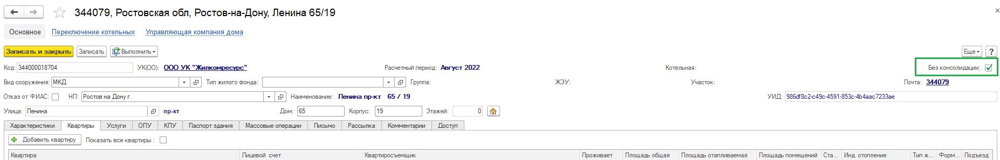 344079, Ростовская обл, Ростов-на-Дону, Ленина 65/19
Основное Переключение котельных Управляющая компания дома
Записать и закрыть Записать Выполнить Еще ?
Код: 344000018704 УК(ОО): ООО УК "Жилкомресурс" Расчетный период: Август 2022 Котельная: Без консолидации:
Вид сооружения: МКД Тип жилого фонда: Группа: ЖЭУ: Участок: Почта: 344079
Отказ от ФИАС: НП: Ростов на Дону г. Наименование: Ленина пр-кт 65 / 19 УИД: 986df8c2-c49c-4591-853c-4b4aac7233ae
Улица: Ленина пр-кт Дом: 65 Корпус: 19 Этажей: 0
Характеристики Квартиры Услуги ОПУ КПУ Паспорт здания Массовые операции Письмо Рассылка Комментарии Доступ
Добавить квартиру Показать все квартиры :
Квартира Лицевой счет Квартиросъемщик Проживает Площадь общая Площадь отапливаемая Площадь помещений Ста... Инд. отопление Тип ж... Форм... Подъезд